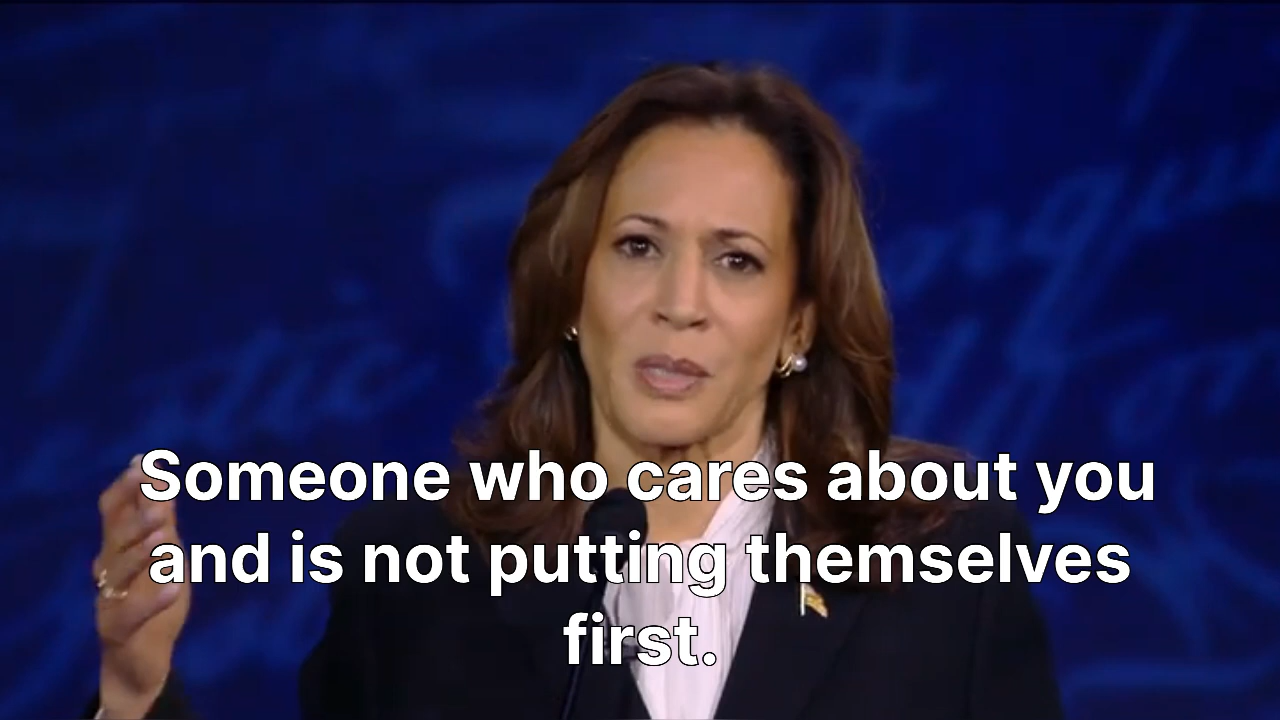 Someone who cares about you
and is not putting themselves
first.